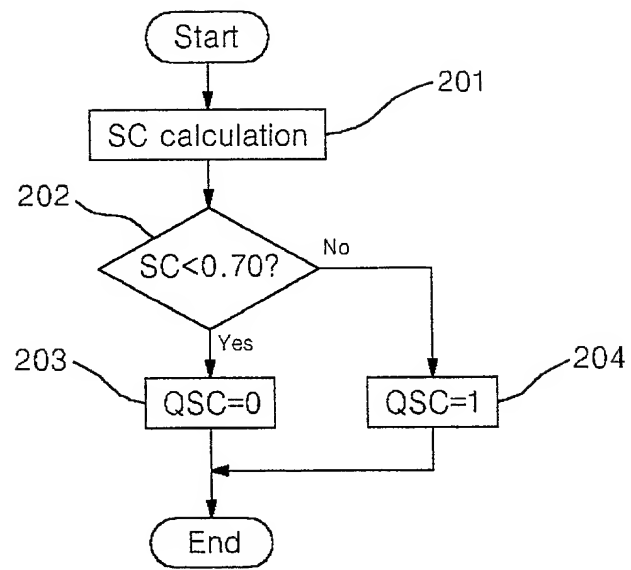 Start
201
SC calculation
202
SC<0.70?
No
Yes
203
QSC=0
204
QSC=1
End